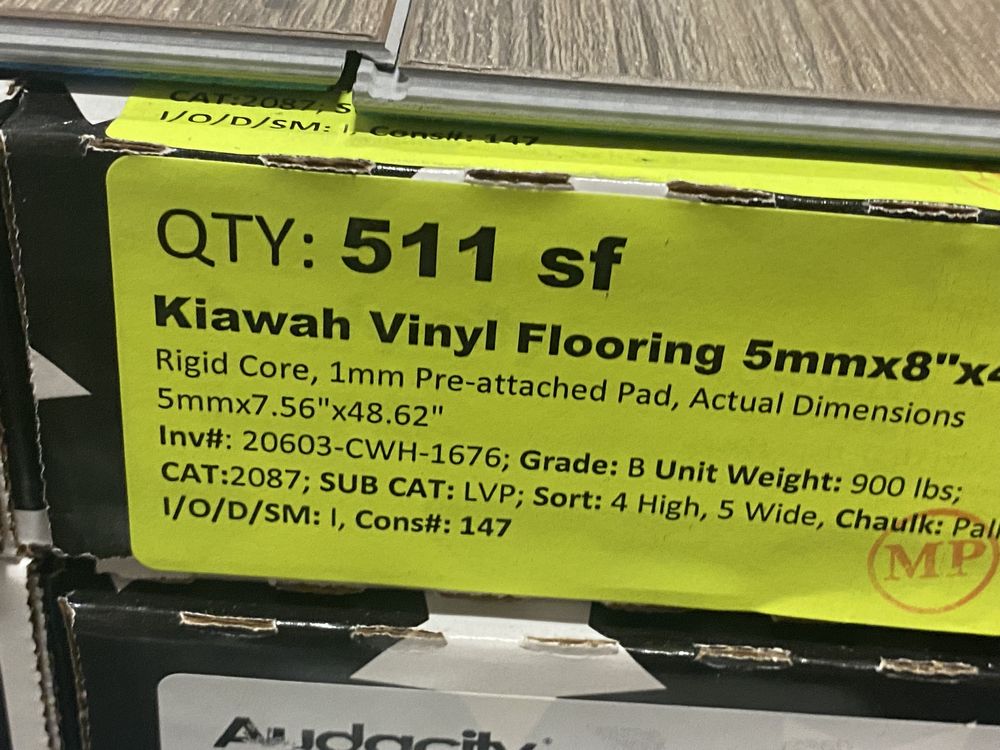 CAT:2087; S
I/O/D/SM: I, Cons#: 147
QTY: 511 sf
Kiawah Vinyl Flooring 5mmx8"x4
Rigid Core, 1mm Pre-attached Pad, Actual Dimensions
5mmx7.56"x48.62"
Inv#: 20603-CWH-1676; Grade: B Unit Weight: 900 lbs;
CAT:2087; SUB CAT: LVP; Sort: 4 High, 5 Wide, Chaulk: Pall
I/O/D/SM: I, Cons#: 147
MP
Audacity